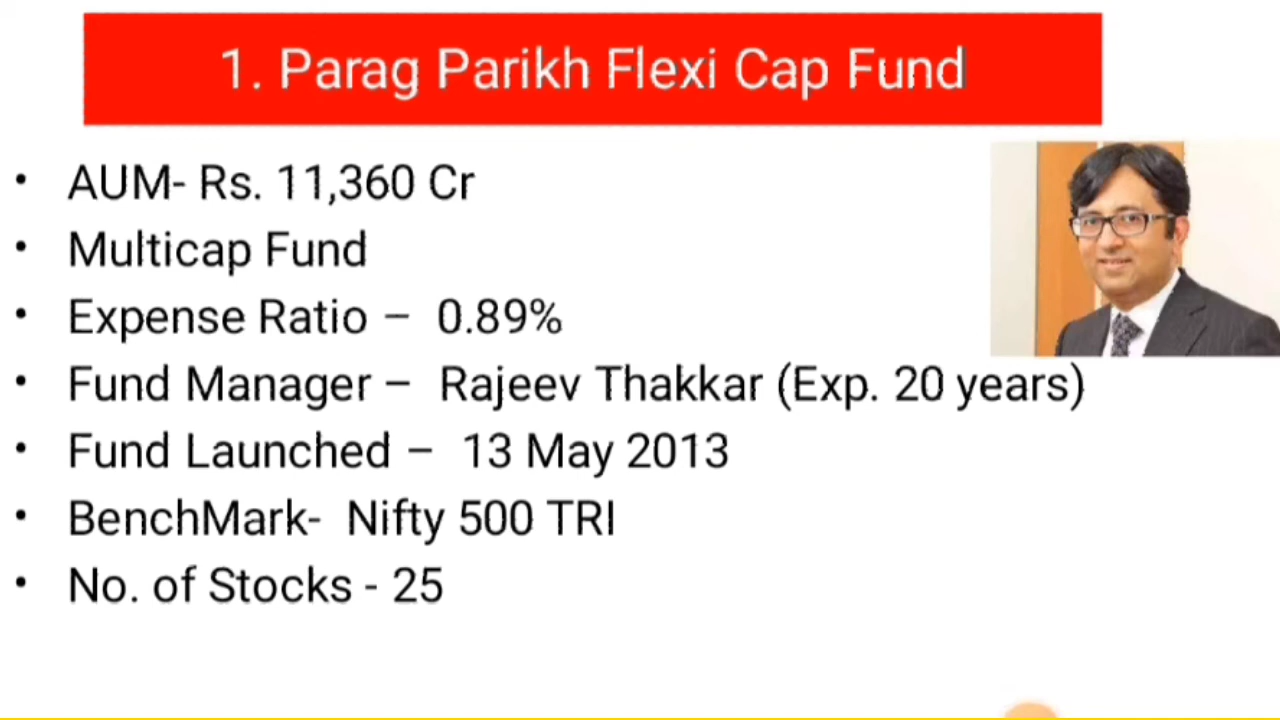 1. Parag Parikh Flexi Cap Fund
• AUM- Rs. 11,360 Cr
• Multicap Fund
• Expense Ratio – 0.89%
• Fund Manager – Rajeev Thakkar (Exp. 20 years)
• Fund Launched – 13 May 2013
• BenchMark- Nifty 500 TRI
• No. of Stocks - 25